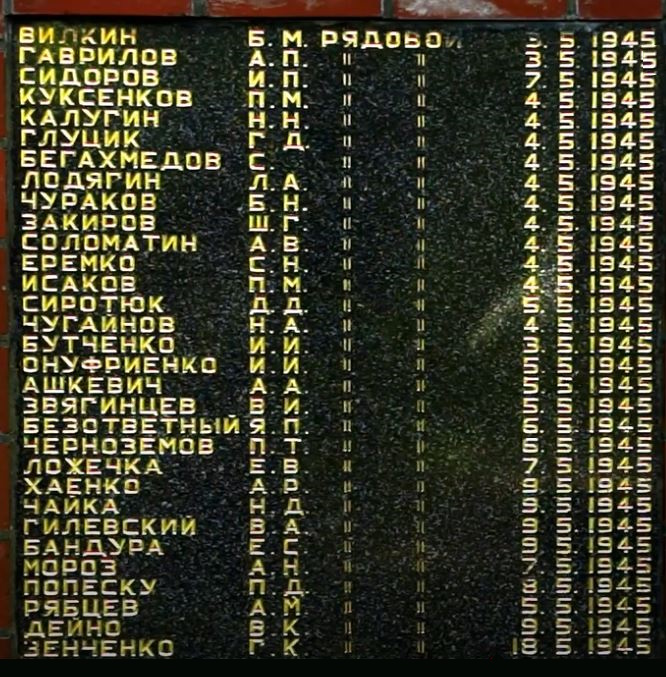 ВИЛКИН Б. М. РЯДОВОЙ 3. 5. 1945
ГАВРИЛОВ А. П. " " 3. 5. 1945
СИДОРОВ И. П. " " 7. 5. 1945
КУКСЕНКОВ П. М. " " 4. 5. 1945
КАЛУГИН Н. Н. " " 4. 5. 1945
ГЛУЦИК Г. Д. " " 4. 5. 1945
БЕГАХМЕДОВ С. " " 4. 5. 1945
ЛОДЯГИН Л. А. " " 4. 5. 1945
ЧУРАКОВ Б. Н. " " 4. 5. 1945
ЗАКИРОВ Ш. Г. " " 4. 5. 1945
СОЛОМАТИН А. В. " " 4. 5. 1945
ЕРЕМКО С. Н. " " 4. 5. 1945
ИСАКОВ П. М. " " 4. 5. 1945
СИРОТЮК Д. Д. " " 5. 5. 1945
ЧУГАЙНОВ Н. А. " " 4. 5. 1945
БУТЧЕНКО И. И. " " 3. 5. 1945
ОНУФРИЕНКО И. И. " " 5. 5. 1945
АШКЕВИЧ А. А. " " 5. 5. 1945
ЗВЯГИНЦЕВ В. И. " " 5. 5. 1945
БЕЗОТВЕТНЫЙ Я. П. " " 6. 5. 1945
ЧЕРНОЗЕМОВ П. Т. " " 6. 5. 1945
ЛОЖЕЧКА Е. В. " " 7. 5. 1945
ХАЕНКО А. Р. " " 9. 5. 1945
ЧАЙКА Н. Д. " " 9. 5. 1945
ГИЛЕВСКИЙ В. А. " " 9. 5. 1945
БАНДУРА Е. С. " " 9. 5. 1945
МОРОЗ А. Н. " " 7. 5. 1945
ПОПЕСКУ П. Д. " " 3. 5. 1945
РЯБЦЕВ А. М. " " 5. 5. 1945
ДЕЙНО В. К. " " 9. 5. 1945
ЗЕНЧЕНКО Г. К. " " 18. 5. 1945